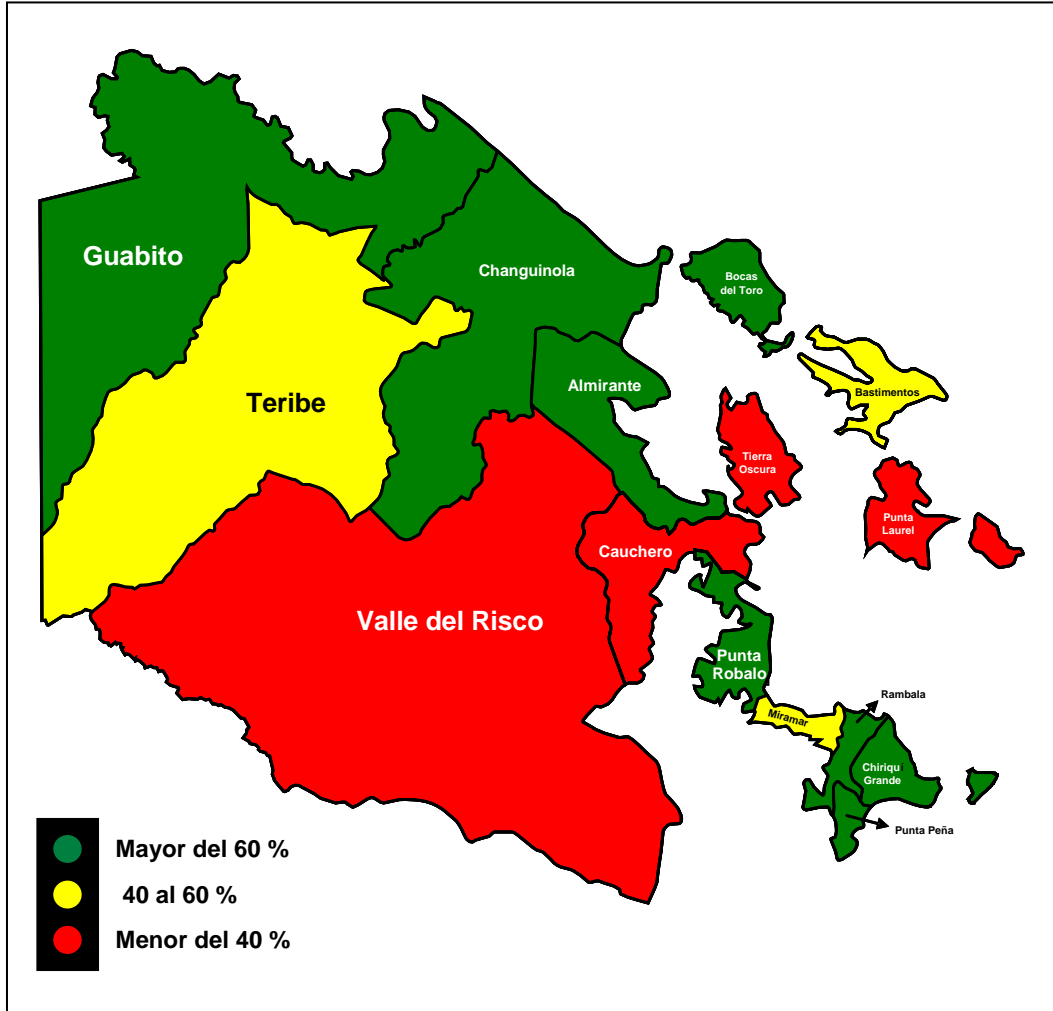 Guabito
Changuinola
Bocas
del Toro
Teribe
Almirante
Bastimentos
Tierra
Oscura
Punta
Laurel
Cauchero
Valle del Risco
Punta
Robalo
Rambala
Miramar
Chiriquí
Grande
Punta Peña
Mayor del 60 %
40 al 60 %
Menor del 40 %